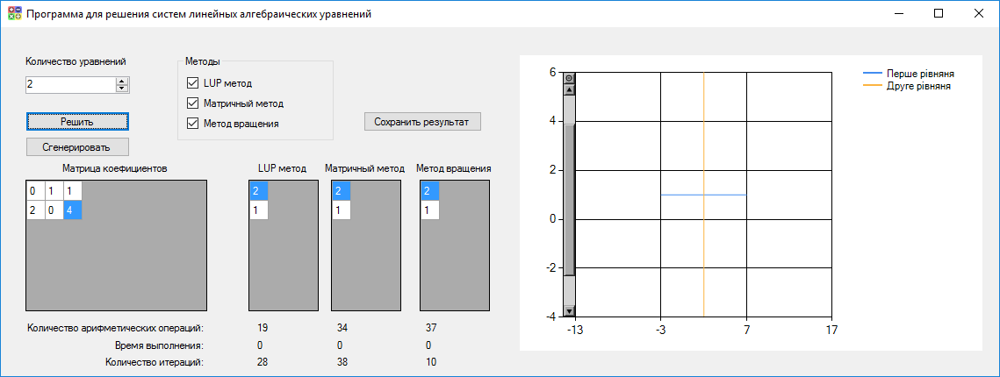 Программа для решения систем линейных алгебраических уравнений
Количество уравнений
2
Решить
Сгенерировать
Методы
LUP метод
Матричный метод
Метод вращения
Сохранить результат
Матрица коефициентов
0 1 1
2 0 4
LUP метод
2
1
Матричный метод
2
1
Метод вращения
2
1
Количество арифметических операций: 19 34 37
Время выполнения: 0 0 0
Количество итераций: 28 38 10
6
4
2
0
-2
-4
-13 -3 7 17
Перше рівняня
Друге рівняня